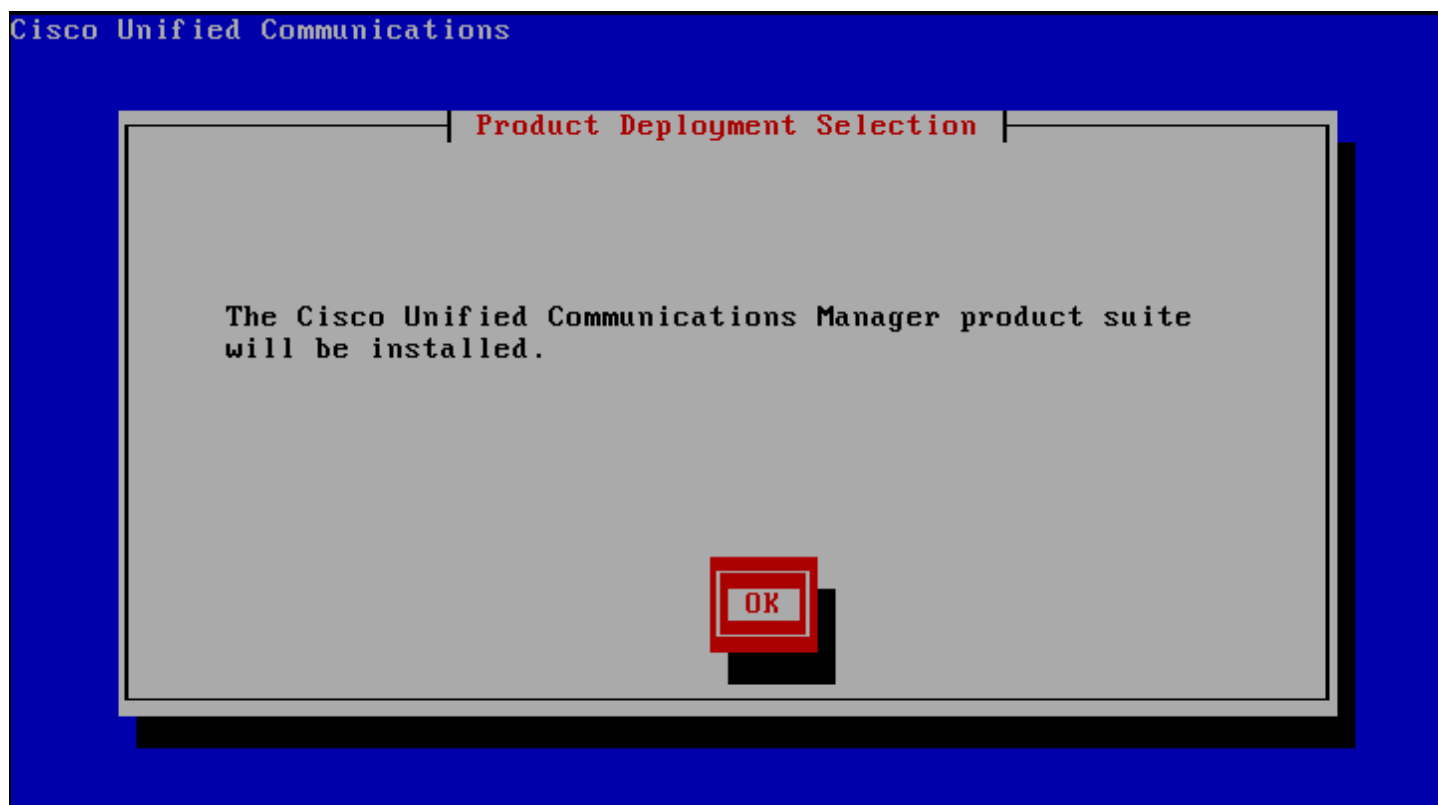 Cisco Unified Communications
Product Deployment Selection
The Cisco Unified Communications Manager product suite
will be installed.
OK